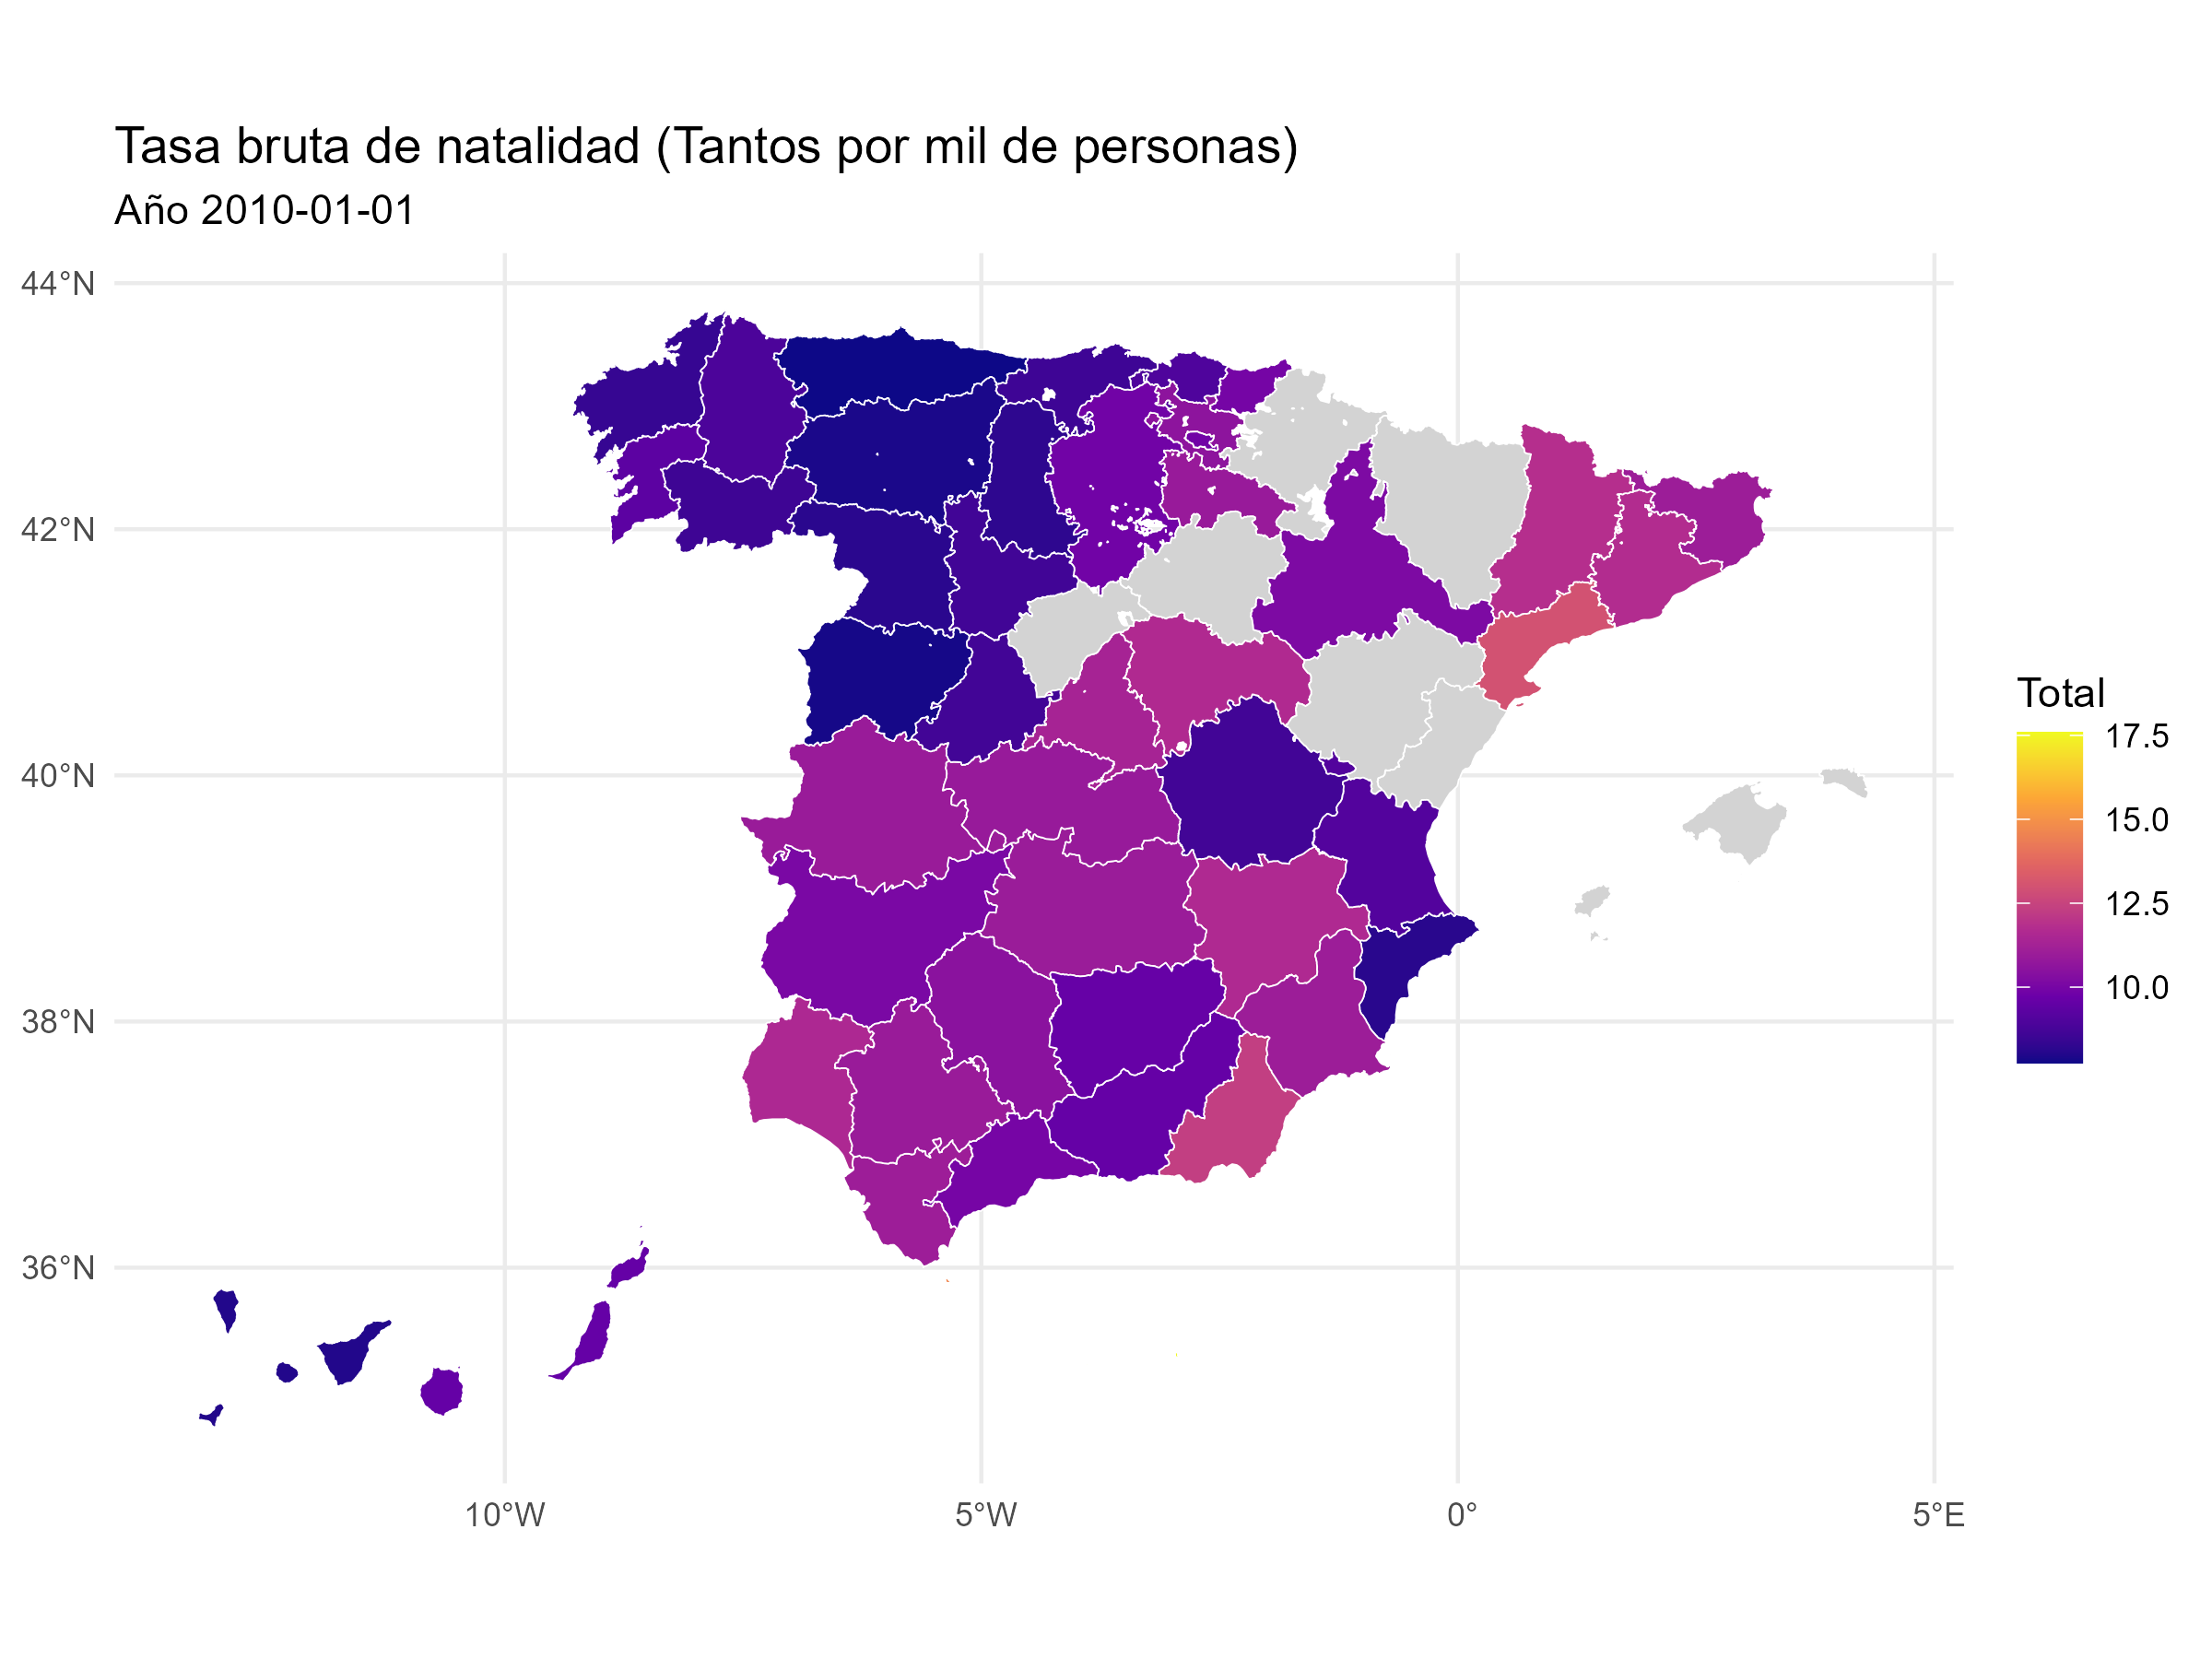 Tasa bruta de natalidad (Tantos por mil de personas)
Año 2010-01-01
44°N
42°N
40°N
38°N
36°N
10°W
5°W
0°
5°E
Total
17.5
15.0
12.5
10.0